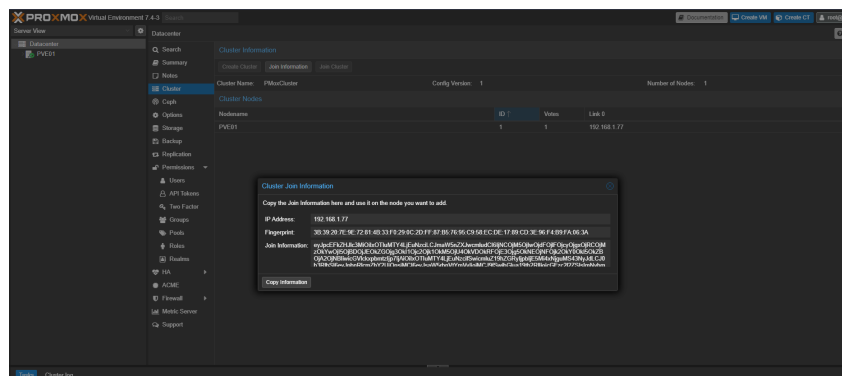 PROXMOX Virtual Environment 7.4-3 Search
Documentation Create VM Create CT
Server View
Datacenter
PVE01
Datacenter
Search
Summary
Notes
Cluster
Ceph
Options
Storage
Backup
Replication
Permissions
Users
API Tokens
Two Factor
Groups
Pools
Roles
Realms
HA
ACME
Firewall
Metric Server
Support
Cluster Information
Create Cluster Join Information Join Cluster
Cluster Name: PMoxCluster Config Version: 1 Number of Nodes: 1
Cluster Nodes
Nodename ID ↑ Votes Link 0
PVE01 1 1 192.168.1.77
Cluster Join Information
Copy the Join Information here and use it on the node you want to add.
IP Address: 192.168.1.77
Fingerprint:
Join Information:
Copy Information
Tasks Cluster log